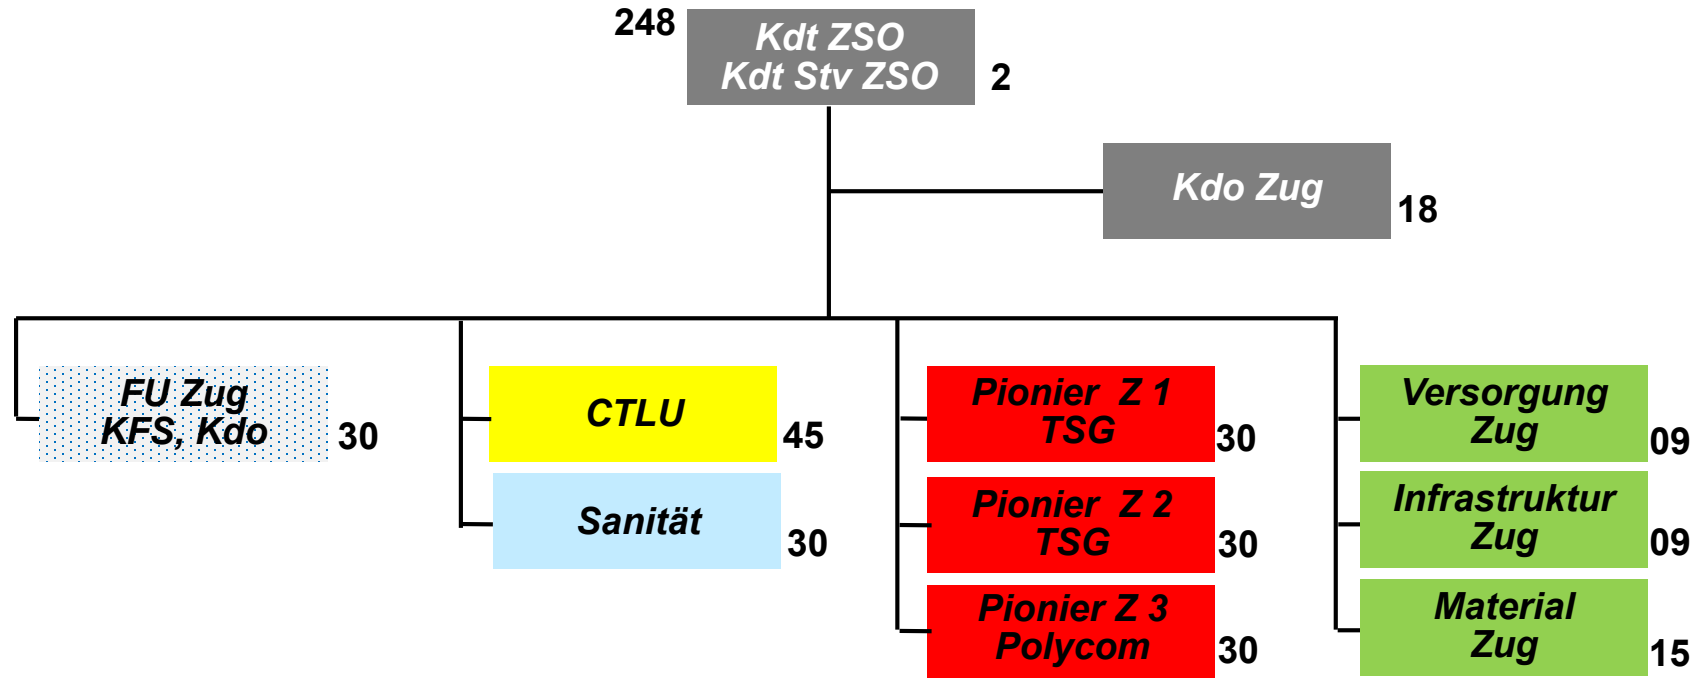 248
Kdt ZSO
Kdt Stv ZSO
2
Kdo Zug
18
FU Zug
KFS, Kdo
30
CTLU
45
Sanität
30
Pionier Z 1
TSG
30
Pionier Z 2
TSG
30
Pionier Z 3
Polycom
30
Versorgung
Zug
09
Infrastruktur
Zug
09
Material
Zug
15